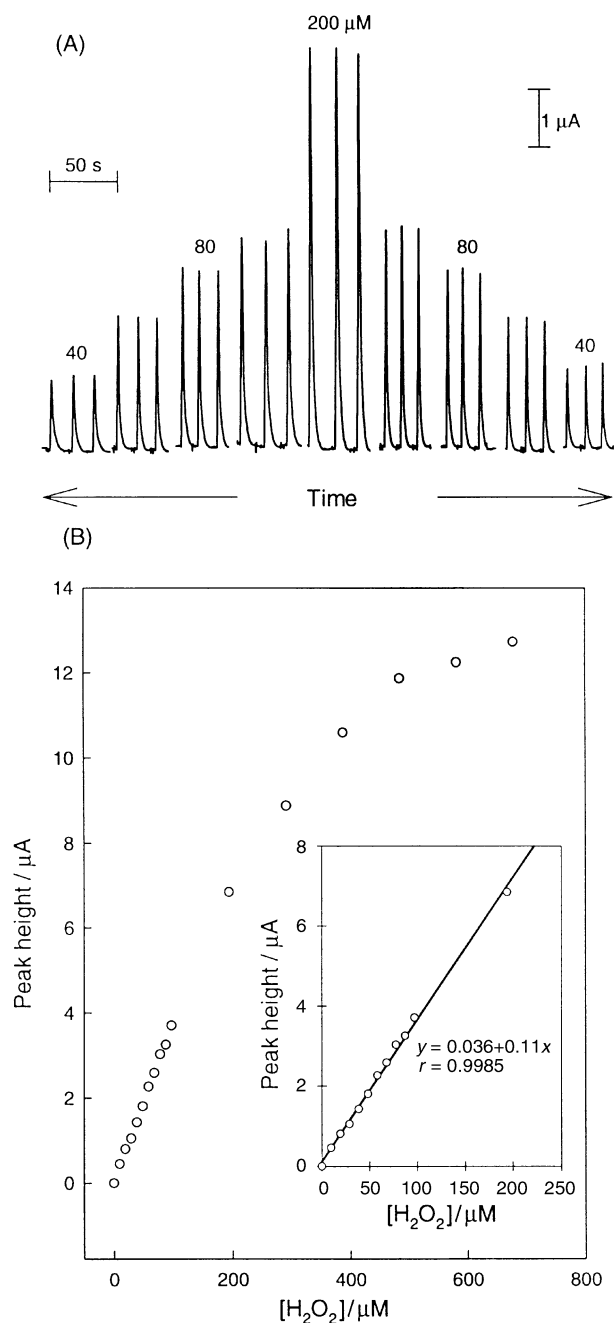 (A)
200 μM
1 μA
50 s
80
80
40
40
Time
(B)
14
12
10
8
6
4
2
0
Peak height / μA
0
200
400
600
800
[H₂O₂]/μM
8
6
4
2
0
Peak height / μA
y = 0.036+0.11x
r = 0.9985
0
50
100
150
200
250
[H₂O₂]/μM